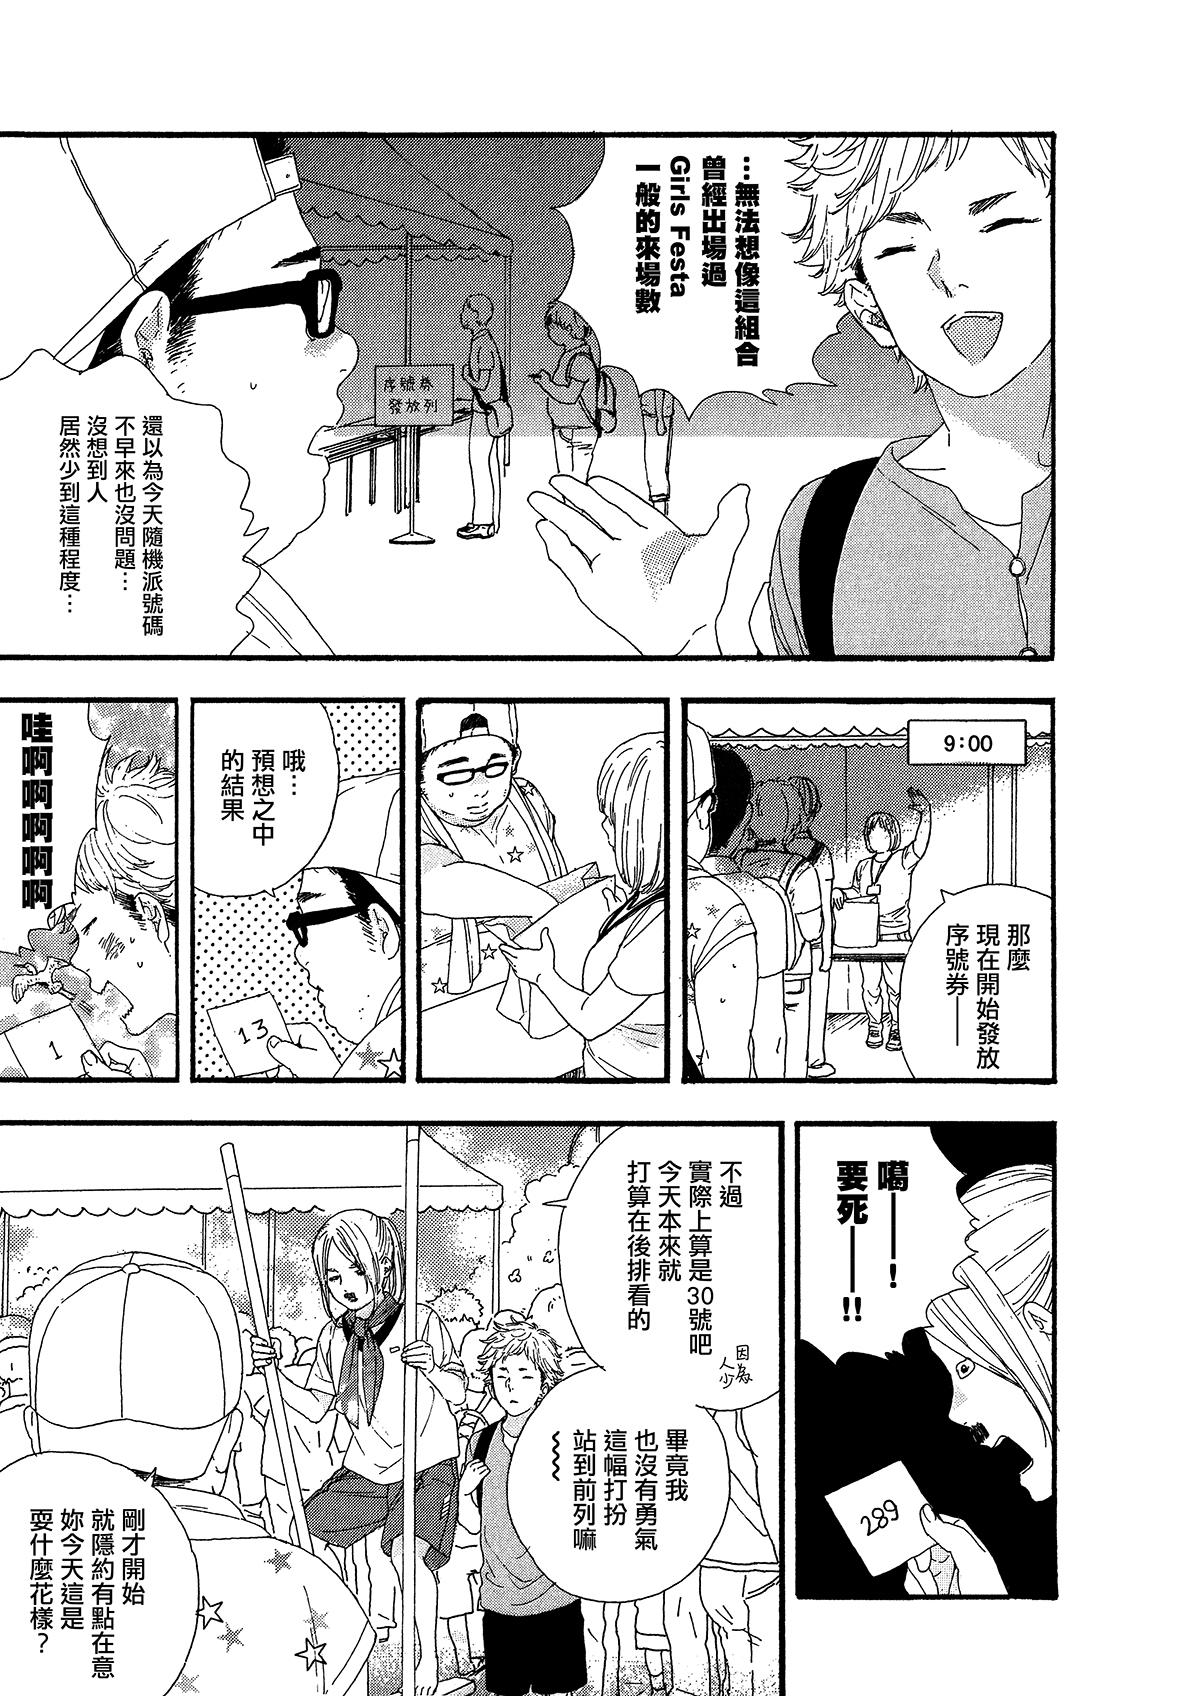 …無法想像這組合
曾經出場過
Girls Festa
一般的來場數
序號券
發放列
還以為今天隨機派號碼
不早來也沒問題…
沒想到人
居然少到這種程度…
9:00
那麼
現在開始發放
序號券——
哦…
預想之中
的結果
13
哇啊啊啊啊啊
1
噶——！
要死——!!
289
不過
實際上算是30號吧
今天本來就
打算在後排看的
因為
人少
畢竟我
也沒有勇氣
這幅打扮
站到前列嘛
剛才開始
就隱約有點在意
妳今天這是
耍什麼花樣？